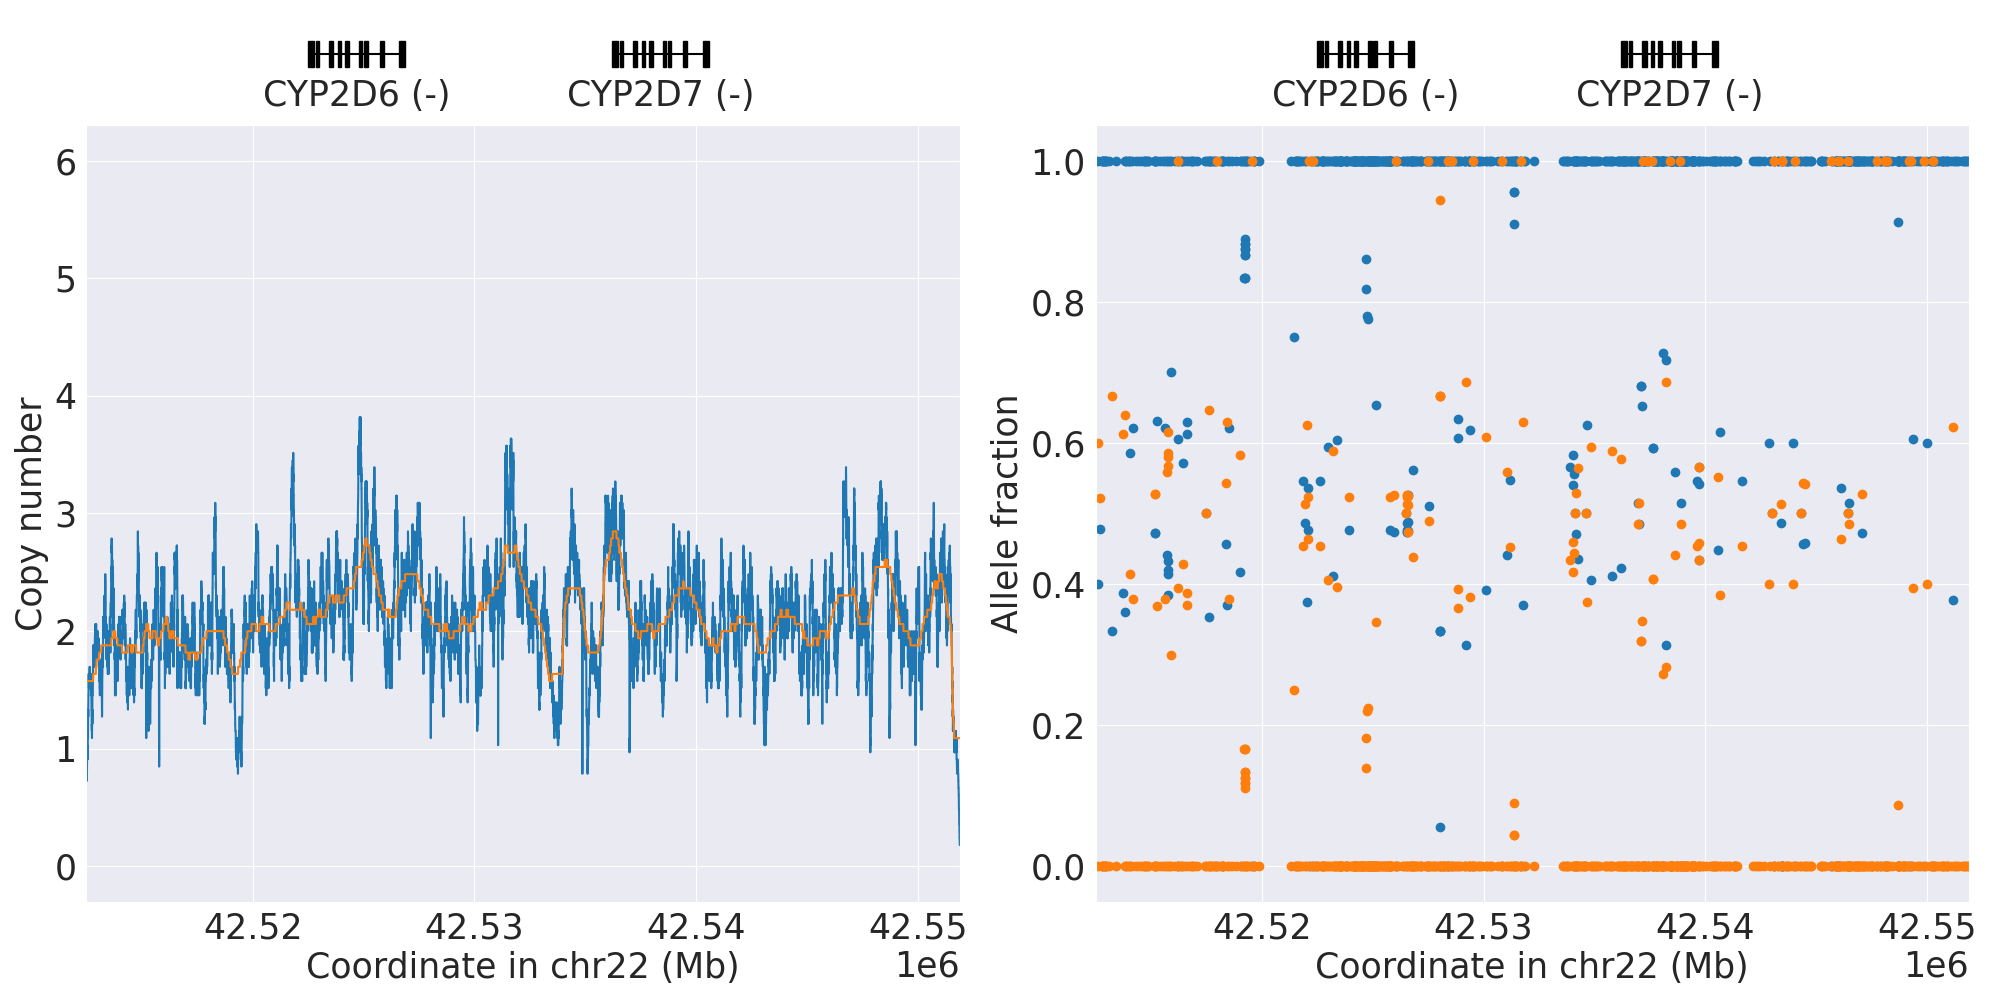 CYP2D6 (-)
CYP2D7 (-)
6
5
4
3
2
1
0
Copy number
42.52
42.53
42.54
42.55
Coordinate in chr22 (Mb)
1e6
CYP2D6 (-)
CYP2D7 (-)
1.0
0.8
0.6
0.4
0.2
0.0
Allele fraction
42.52
42.53
42.54
42.55
Coordinate in chr22 (Mb)
1e6